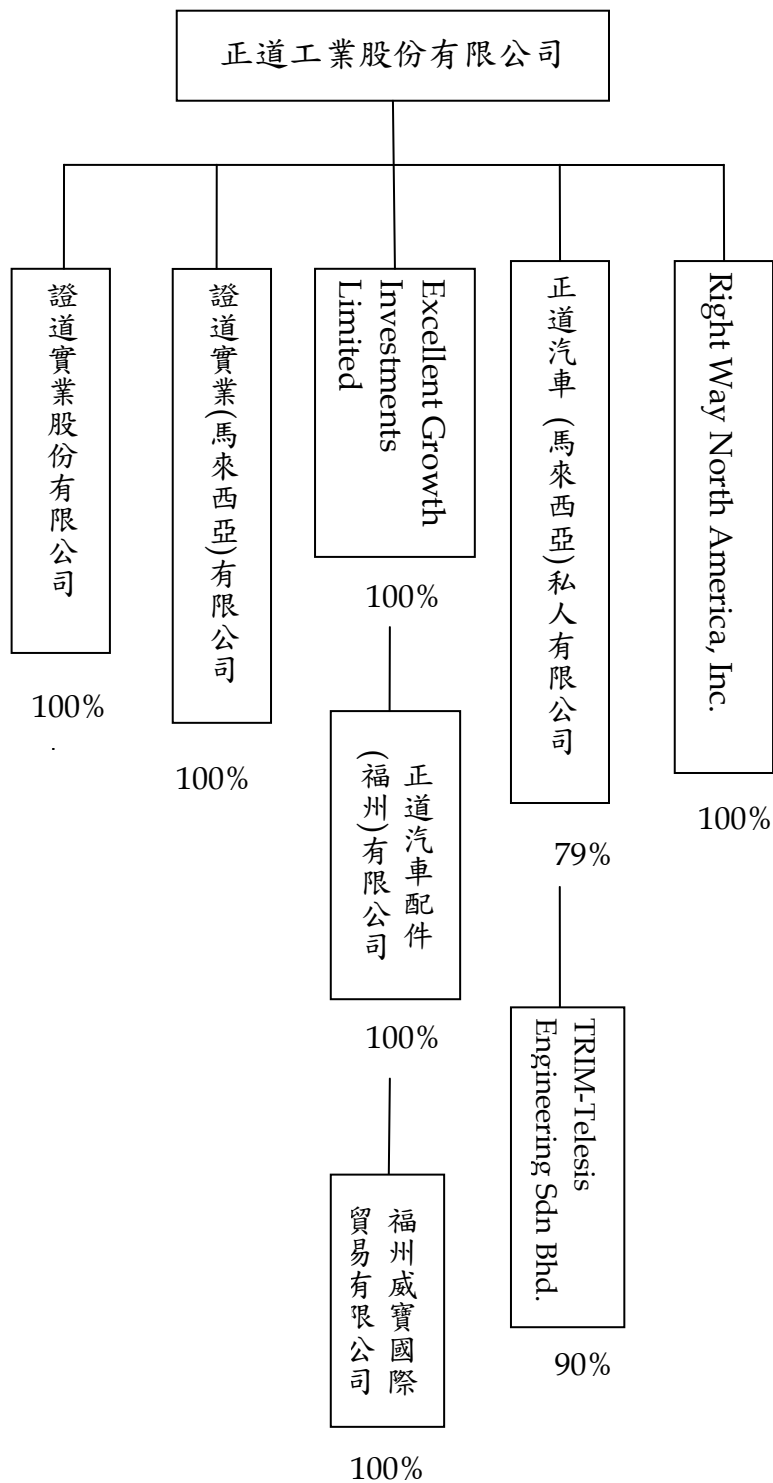 正道工業股份有限公司
證道實業股份有限公司
100%
證道實業(馬來西亞)有限公司
100%
Excellent Growth
Investments
Limited
100%
正道汽車配件
(福州)有限公司
100%
福州威寶國際
貿易有限公司
100%
正道汽車 (馬來西亞)私人有限公司
79%
TRIM-Telesis
Engineering Sdn Bhd.
90%
Right Way North America, Inc.
100%